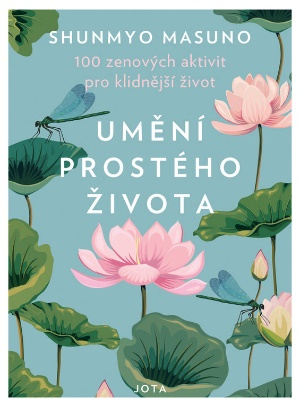 SHUNMYO MASUNO
100 zenových aktivit
pro klidnější život
UMĚNÍ
PROSTÉHO
ŽIVOTA
JOTA